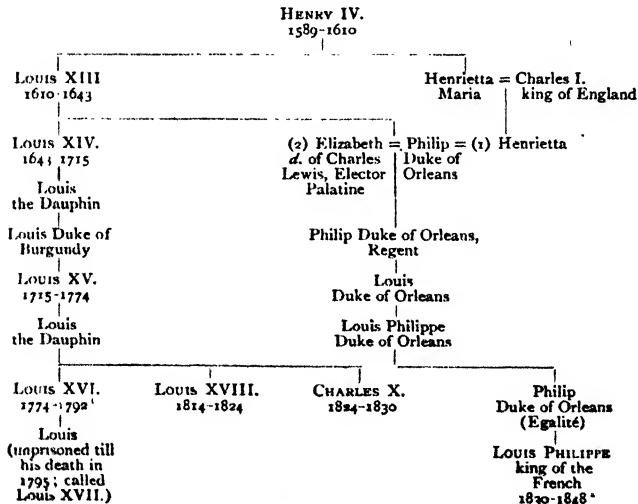 HENRY IV.
1589-1610
LOUIS XIII
1610-1643
Henrietta = Charles I.
Maria king of England
LOUIS XIV.
1643 1715
(2) Elizabeth = Philip = (1) Henrietta
d. of Charles Duke of
Lewis, Elector Orleans
Palatine
Louis
the Dauphin
Louis Duke of
Burgundy
Philip Duke of Orleans,
Regent
LOUIS XV.
1715-1774
Louis
Duke of Orleans
Louis
the Dauphin
Louis Philippe
Duke of Orleans
LOUIS XVI.
1774-1792
LOUIS XVIII.
1814-1824
CHARLES X.
1824-1830
Philip
Duke of Orleans
(Egalité)
Louis
(unprisoned till
his death in
1795; called
Louis XVII.)
LOUIS PHILIPPE
king of the
French
1830-1848